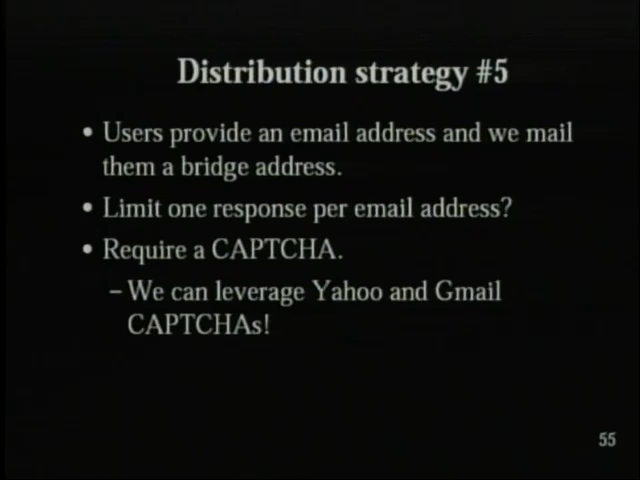 Distribution strategy #5
• Users provide an email address and we mail
them a bridge address.
• Limit one response per email address?
• Require a CAPTCHA.
– We can leverage Yahoo and Gmail
CAPTCHAs!
55